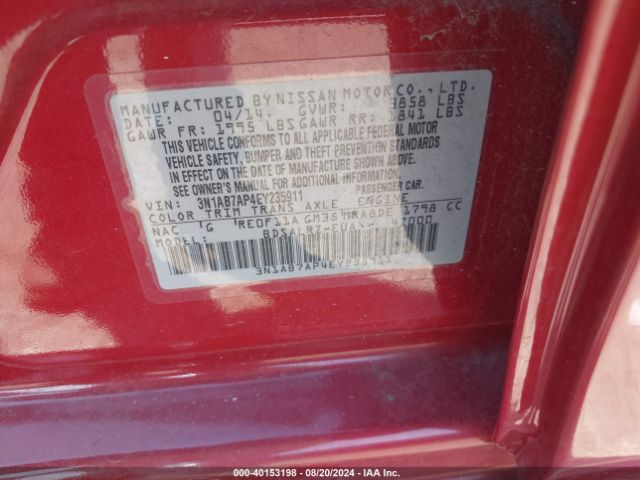 MANUFACTURED BY NISSAN MOTOR CO., LTD.
DATE: 04/14. GVWR: 3858 LBS
GAWR FR: 1995 LBS GAWR RR: 1841 LBS
THIS VEHICLE CONFORMS TO ALL APPLICABLE FEDERAL MOTOR
VEHICLE SAFETY, BUMPER AND THEFT PREVENTION STANDARDS
IN EFFECT ON THE DATE OF MANUFACTURE SHOWN ABOVE.
SEE OWNER'S MANUAL FOR ADDITIONAL INFORMATION
VIN: 3N1AB7AP4EY235911 PASSENGER CAR.
COLOR TRIM TRANS AXLE ENGINE
NAC G RE0F11A GM35 MRA8DE 1798 CC
MODEL:
3N1AB7AP4EY235911
000-40153198 - 08/20/2024 - IAA Inc.